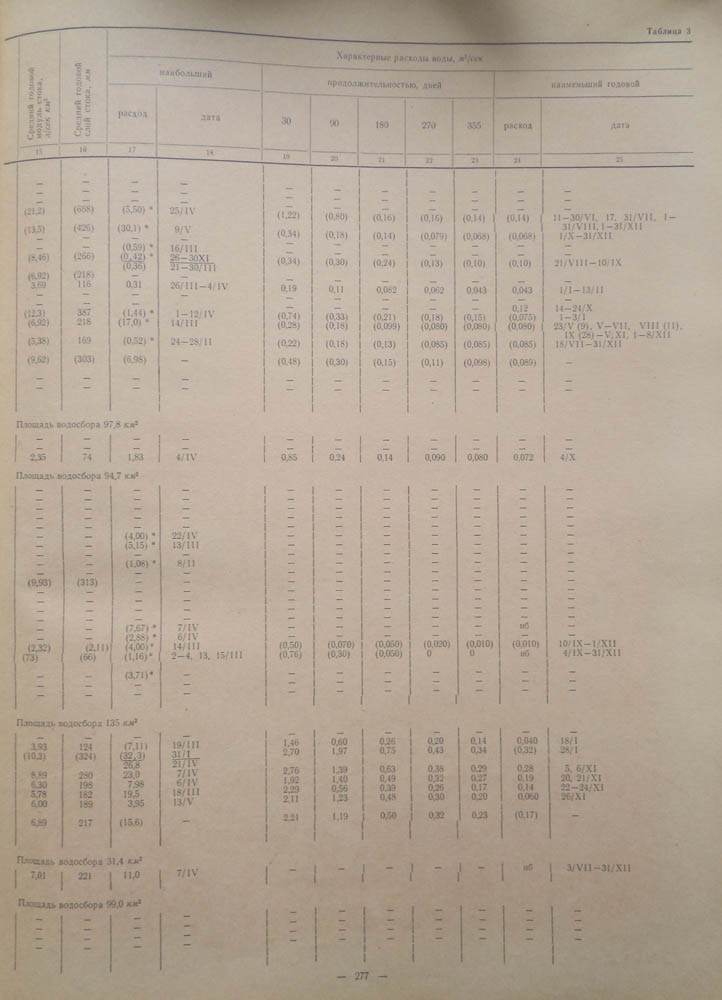 Таблица 3
Характерные расходы воды, м³/сек
наибольший
продолжительностью, дней
наименьший годовой
Средний годовой модуль стока, л/сек км²
Средний годовой слой стока, мм
расход
дата
30
90
180
270
355
расход
дата
15 16 17 18 19 20 21 22 23 24 25
— — — — — — — — — — —
— — — — — — — — — — —
— — — — — — — — — — —
(21,2) (668) (5,50) * 25/IV (1,22) (0,80) (0,16) (0,16) (0,14) (0,14) 11—30/VI, 17, 31/VII, 1—
31/VIII, 1—31/XII
(13,5) (426) (30,1) * 9/V (0,34) (0,18) (0,14) (0,079) (0,068) (0,068) 1/X—31/XII
— — (0,59) * 16/III — — — — — — —
(8,46) (266) (0,42) * 26—30XI (0,34) (0,30) (0,24) (0,13) (0,10) (0,10) 21/VIII—10/IX
(0,36) 21—30/III
(6,92) (218) — — — — — — — — —
3,69 116 0,31 26/III—4/IV 0,19 0,11 0,082 0,062 0,043 0,043 1/I—13/II
— — — — — — — — — — —
— — — — — — — — — 0,12 14—24/X
(12,3) 387 (1,44) * 1—12/IV (0,74) (0,33) (0,21) (0,18) (0,15) (0,075) 1—3/I
(6,92) 218 (17,0) * 14/III (0,28) (0,18) (0,099) (0,080) (0,080) (0,080) 23/V (9), V—VII, VIII (11),
IX (28)—V, XI, 1—8/XII
(5,38) 169 (0,52) * 24—28/II (0,22) (0,18) (0,13) (0,085) (0,085) (0,085) 18/VII—31/XII
(9,62) (303) (6,98) — (0,48) (0,30) (0,15) (0,11) (0,098) (0,089) —
— — — — — — — — — — —
— — — — — — — — — — —
Площадь водосбора 97,8 км²
— — — — — — — — — — —
— — — — — — — — — — —
2,35 74 1,83 4/IV 0,85 0,24 0,14 0,090 0,080 0,072 4/X
Площадь водосбора 94,7 км²
— — — — — — — — — — —
— — — — — — — — — — —
— — — — — — — — — — —
— — — — — — — — — — —
— — — — — — — — — — —
— — (4,00) * 22/IV — — — — — — —
— — (5,15) * 13/III — — — — — — —
— — — — — — — — — — —
— — (1,08) * 8/II — — — — — — —
— — — — — — — — — — —
(9,93) (313) — — — — — — — — —
— — — — — — — — — — —
— — — — — — — — — — —
— — — — — — — — — — —
— — — — — — — — — — —
— — (7,67) * 7/IV — — — — — нб —
— — (2,88) * 6/IV — — — — — — —
(2,32) (2,11) (4,00) * 14/III (0,50) (0,070) (0,050) (0,020) (0,010) (0,010) 10/IX—1/XII
(73) (66) (1,16) * 2—4, 13, 15/III (0,76) (0,30) (0,050) 0 0 нб 4/IX—31/XII
— — (3,71) * — — — — — — — —
— — — — — — — — — — —
— — — — — — — — — — —
Площадь водосбора 135 км²
— — — — 1,46 0,60 0,26 0,20 0,14 0,040 18/I
3,93 124 (7,11) 19/III 2,70 1,97 0,75 0,43 0,34 (0,32) 28/I
(10,3) (324) (32,3) 31/I
26,8 21/IV
8,89 280 23,0 7/IV 2,76 1,39 0,63 0,38 0,29 0,28 5, 6/XI
6,30 198 7,98 6/IV 1,92 1,40 0,49 0,32 0,27 0,19 20, 21/XI
5,78 182 19,5 18/III 2,29 0,56 0,39 0,26 0,17 0,14 22—24/XI
6,00 189 3,95 13/V 2,11 1,23 0,48 0,30 0,20 0,060 26/XI
6,89 217 (15,6) — 2,21 1,19 0,50 0,32 0,23 (0,17) —
Площадь водосбора 31,4 км²
7,01 221 11,0 7/IV — — — — — нб 3/VII—31/XII
Площадь водосбора 99,0 км²
— — — — — — — — — — —
— — — — — — — — — — —
— — — — — — — — — — —
— — — — — — — — — — —
— 277 —